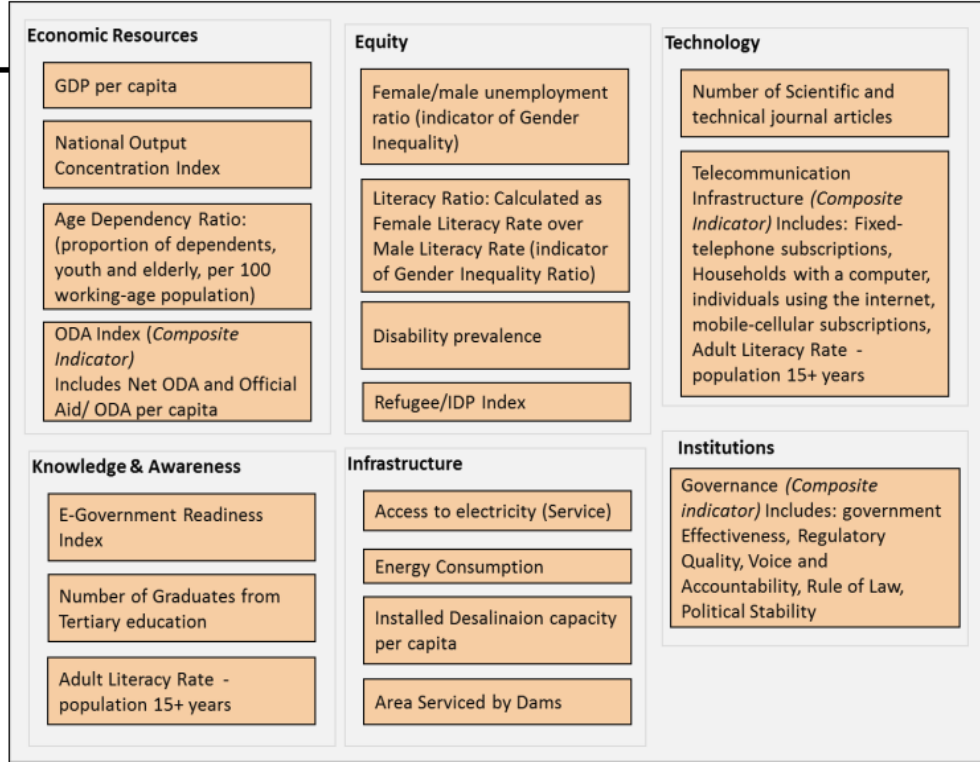 Economic Resources
GDP per capita
National Output
Concentration Index
Age Dependency Ratio:
(proportion of dependents,
youth and elderly, per 100
working-age population)
ODA Index (Composite
Indicator)
Includes Net ODA and Official
Aid/ ODA per capita
Equity
Female/male unemployment
ratio (indicator of Gender
Inequality)
Literacy Ratio: Calculated as
Female Literacy Rate over
Male Literacy Rate (indicator
of Gender Inequality Ratio)
Disability prevalence
Refugee/IDP Index
Technology
Number of Scientific and
technical journal articles
Telecommunication
Infrastructure (Composite
Indicator) Includes: Fixed-
telephone subscriptions,
Households with a computer,
individuals using the internet,
mobile-cellular subscriptions,
Adult Literacy Rate -
population 15+ years
Knowledge & Awareness
E-Government Readiness
Index
Number of Graduates from
Tertiary education
Adult Literacy Rate -
population 15+ years
Infrastructure
Access to electricity (Service)
Energy Consumption
Installed Desalinaion capacity
per capita
Area Serviced by Dams
Institutions
Governance (Composite
indicator) Includes: government
Effectiveness, Regulatory
Quality, Voice and
Accountability, Rule of Law,
Political Stability